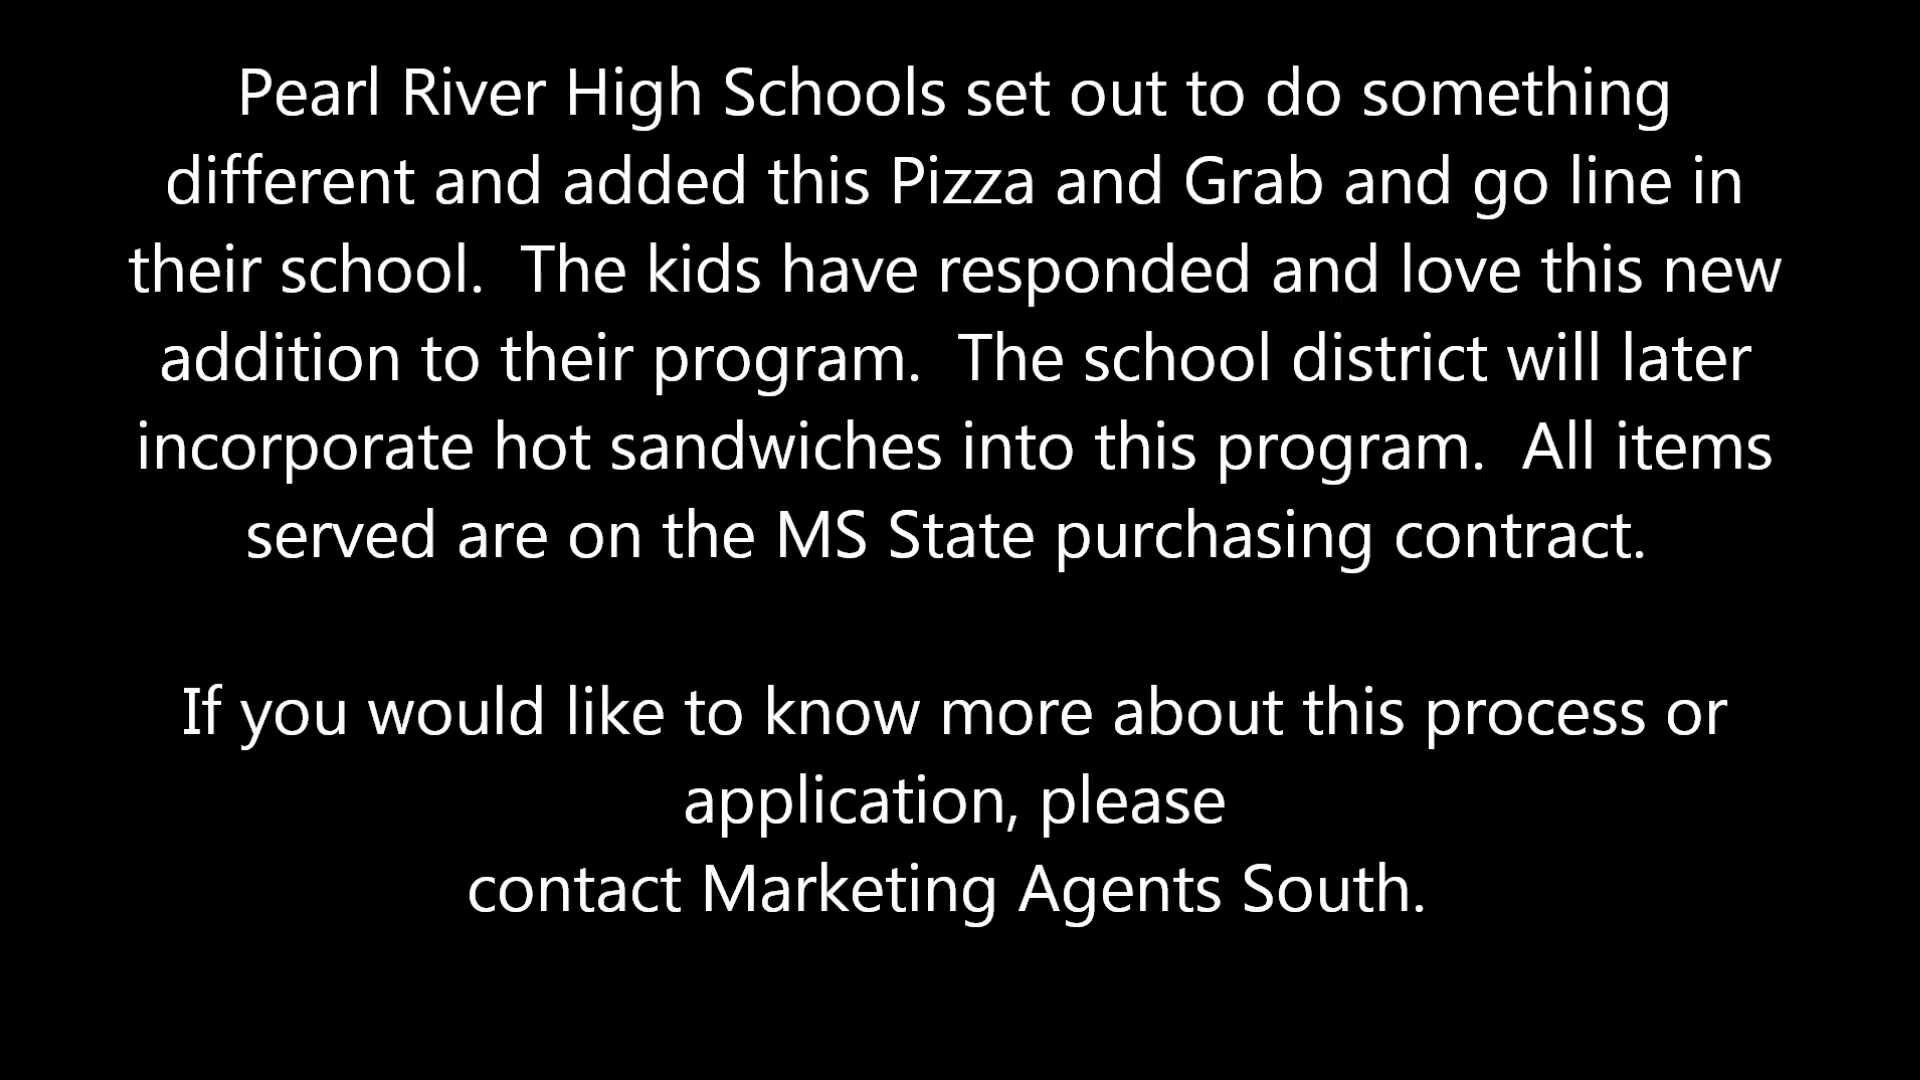 Pearl River High Schools set out to do something
different and added this Pizza and Grab and go line in
their school.  The kids have responded and love this new
addition to their program.  The school district will later
incorporate hot sandwiches into this program.  All items
served are on the MS State purchasing contract.
If you would like to know more about this process or
application, please
contact Marketing Agents South.